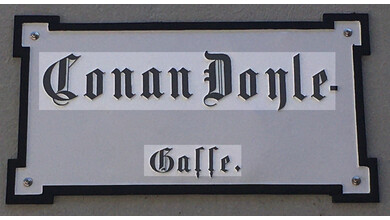 Conan Doyle-
Gaſſe.